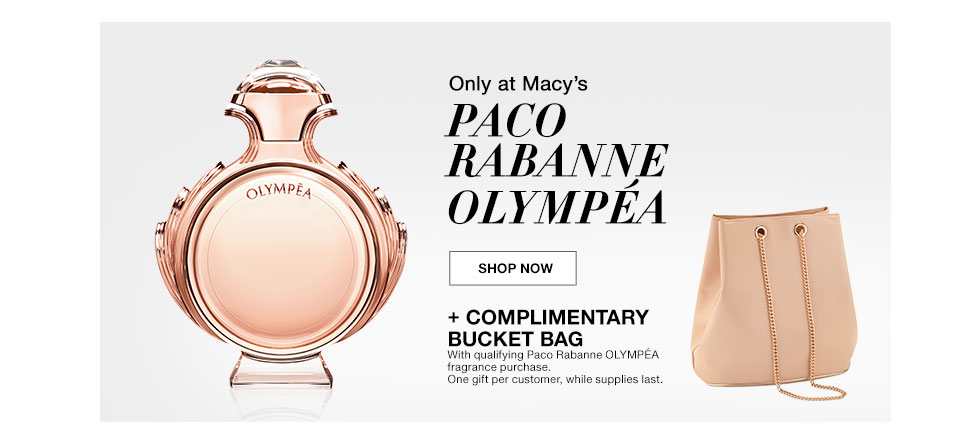 OLYMPĒA
Only at Macy's
PACO
RABANNE
OLYMPÉA
SHOP NOW
+ COMPLIMENTARY
BUCKET BAG
With qualifying Paco Rabanne OLYMPÉA
fragrance purchase.
One gift per customer, while supplies last.